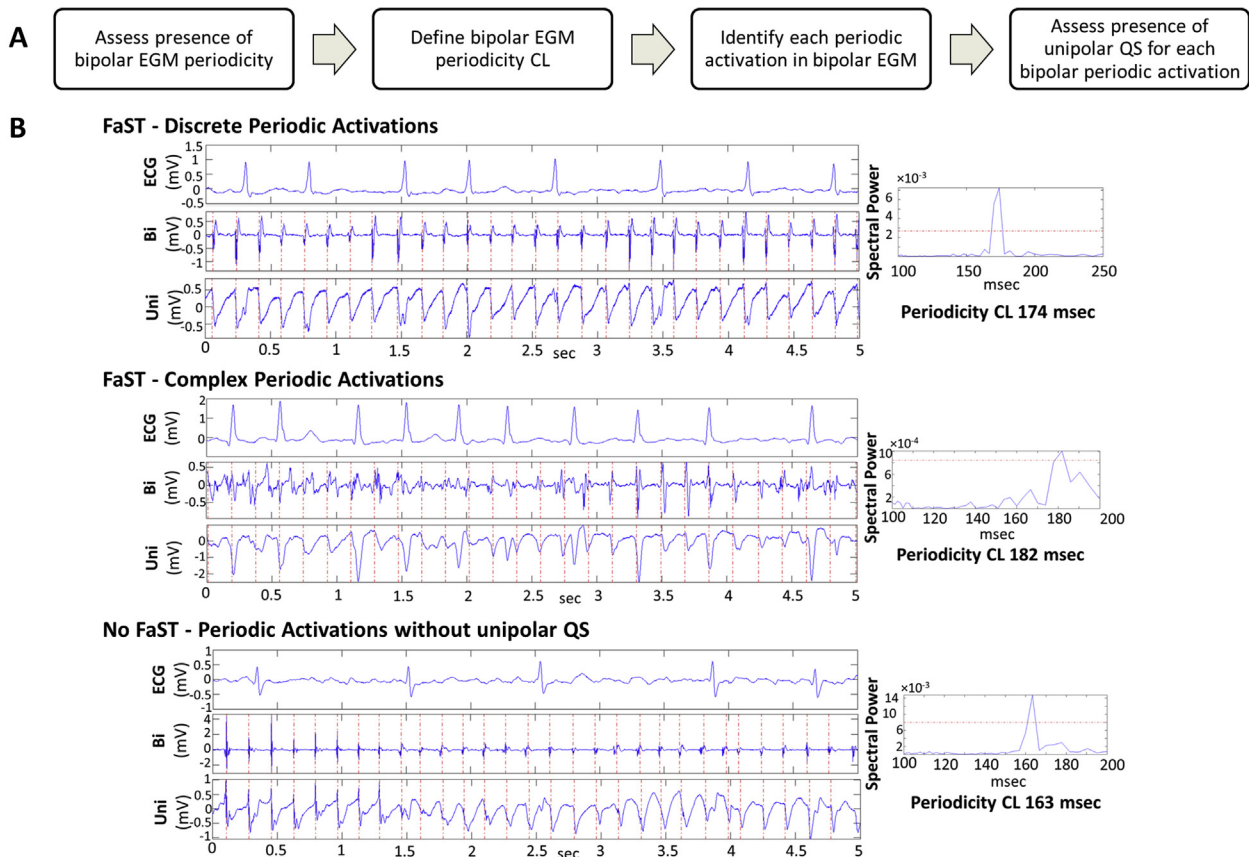 A
Assess presence of
bipolar EGM periodicity
Define bipolar EGM
periodicity CL
Identify each periodic
activation in bipolar EGM
Assess presence of
unipolar QS for each
bipolar periodic activation
B
FaST - Discrete Periodic Activations
ECG
(mV)
1.5
1
0.5
0
-0.5
Bi
(mV)
0.5
0
-0.5
-1
Uni
(mV)
0.5
0
-0.5
0
0.5
1
1.5
2
sec
2.5
3
3.5
4
4.5
5
Spectral Power
×10⁻³
6
4
2
100
150
200
250
msec
Periodicity CL 174 msec
FaST - Complex Periodic Activations
ECG
(mV)
2
1
0
Bi
(mV)
0.5
0
-0.5
Uni
(mV)
0
-1
-2
0
0.5
1
1.5
2
2.5
sec
3
3.5
4
4.5
5
Spectral Power
10×10⁻⁴
6
2
100
120
140
160
180
200
msec
Periodicity CL 182 msec
No FaST - Periodic Activations without unipolar QS
ECG
(mV)
1
0.5
0
-0.5
1
Bi
(mV)
4
2
0
-2
Uni
(mV)
1
0.5
0
-0.5
-1
0
0.5
1
1.5
2
2.5
sec
3
3.5
4
4.5
5
Spectral Power
×10⁻³
14
10
6
2
100
120
140
160
180
200
msec
Periodicity CL 163 msec